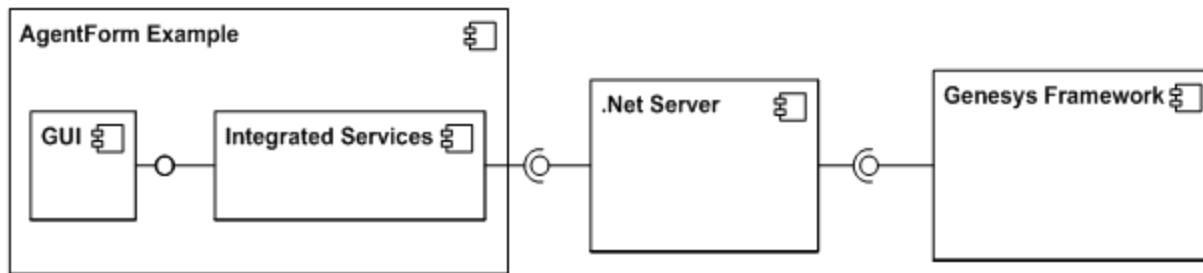 AgentForm Example
GUI
Integrated Services
.Net Server
Genesys Framework